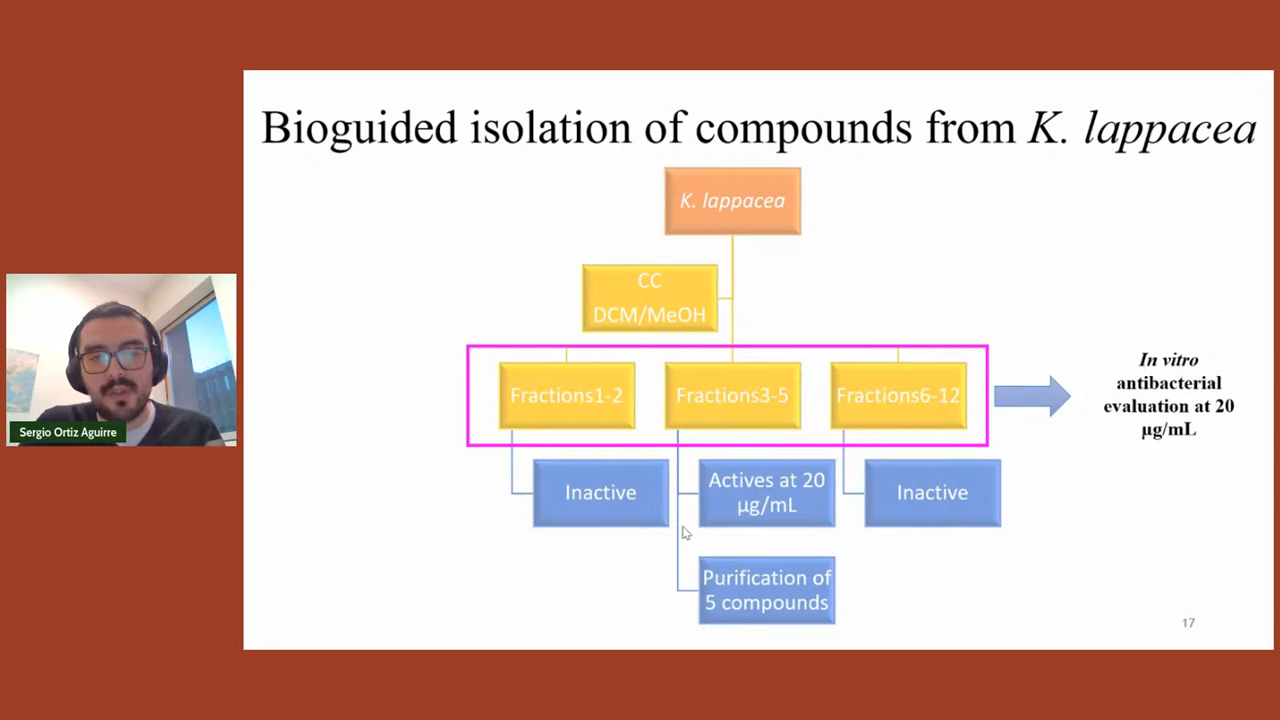 Bioguided isolation of compounds from K. lappacea
K. lappacea
CC
DCM/MeOH
Fractions1-2
Fractions3-5
Fractions6-12
In vitro
antibacterial
evaluation at 20
µg/mL
Inactive
Actives at 20
µg/mL
Inactive
Purification of
5 compounds
17
Sergio Ortiz Aguirre